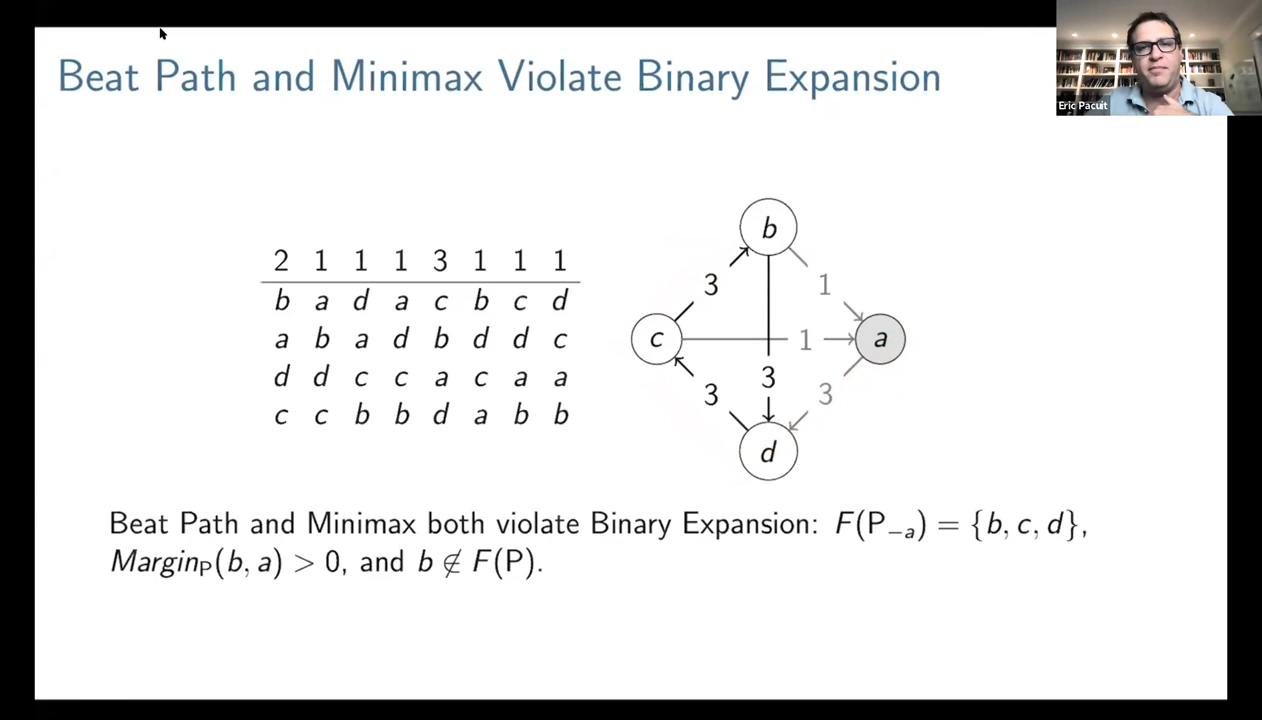 Beat Path and Minimax Violate Binary Expansion
Eric Pacuit
2 1 1 1 3 1 1 1
b a d a c b c d
a b a d b d d c
d d c c a c a a
c c b b d a b b
b
3
1
c
1
a
3
3
3
d
Beat Path and Minimax both violate Binary Expansion: F(P₋ₐ) = {b, c, d},
Margin_P(b, a) > 0, and b ∉ F(P).